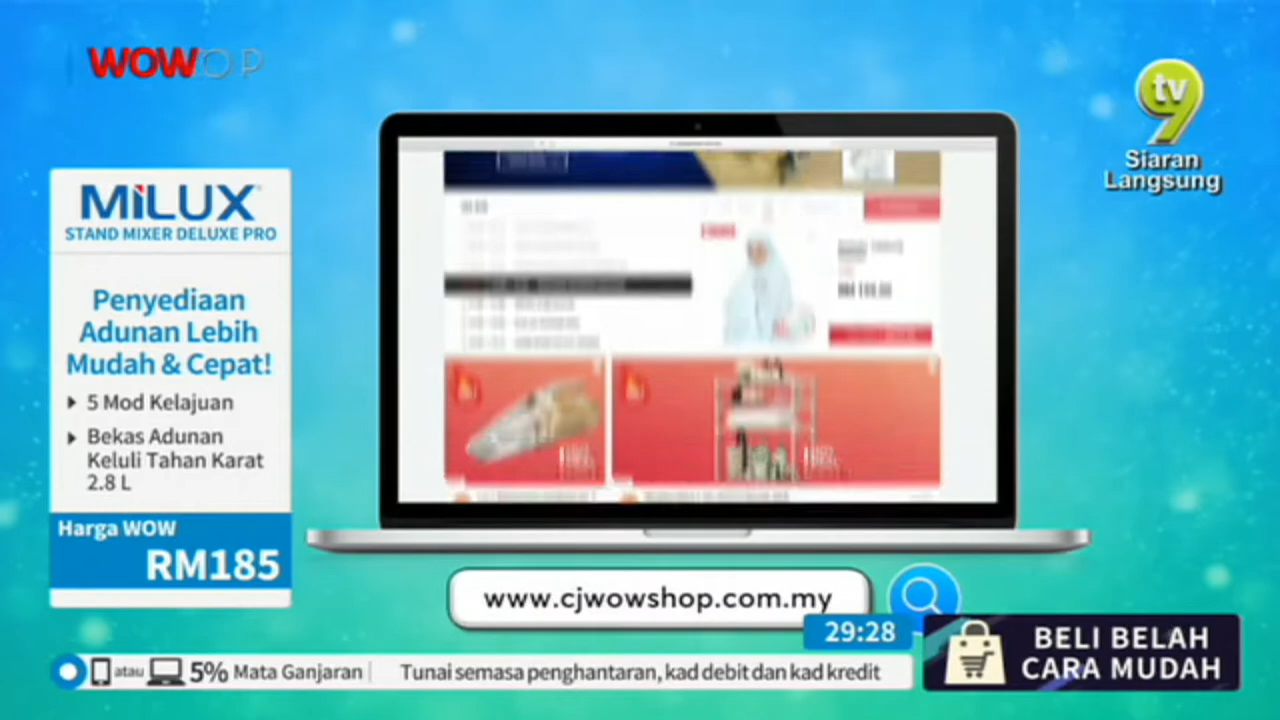 WOW OP
tv9
Siaran
Langsung
MiLUX
STAND MIXER DELUXE PRO
Penyediaan
Adunan Lebih
Mudah & Cepat!
5 Mod Kelajuan
Bekas Adunan
Keluli Tahan Karat
2.8 L
Harga WOW
RM185
www.cjwowshop.com.my
29:28
BELI BELAH
CARA MUDAH
atau 5% Mata Ganjaran
Tunai semasa penghantaran, kad debit dan kad kredit